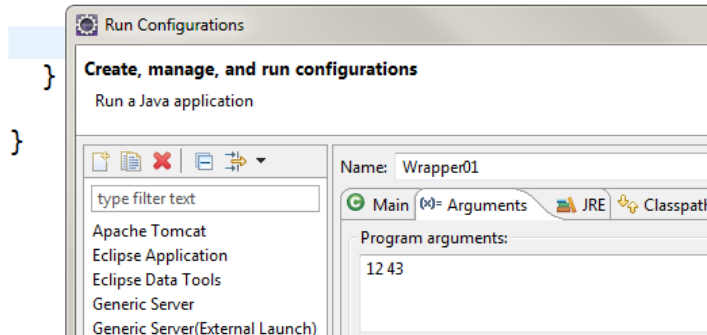 Run Configurations
}
Create, manage, and run configurations
Run a Java application
}
Name: Wrapper01
type filter text
Main (x)= Arguments JRE Classpath
Apache Tomcat
Program arguments:
Eclipse Application
12 43
Eclipse Data Tools
Generic Server
Generic Server(External Launch)